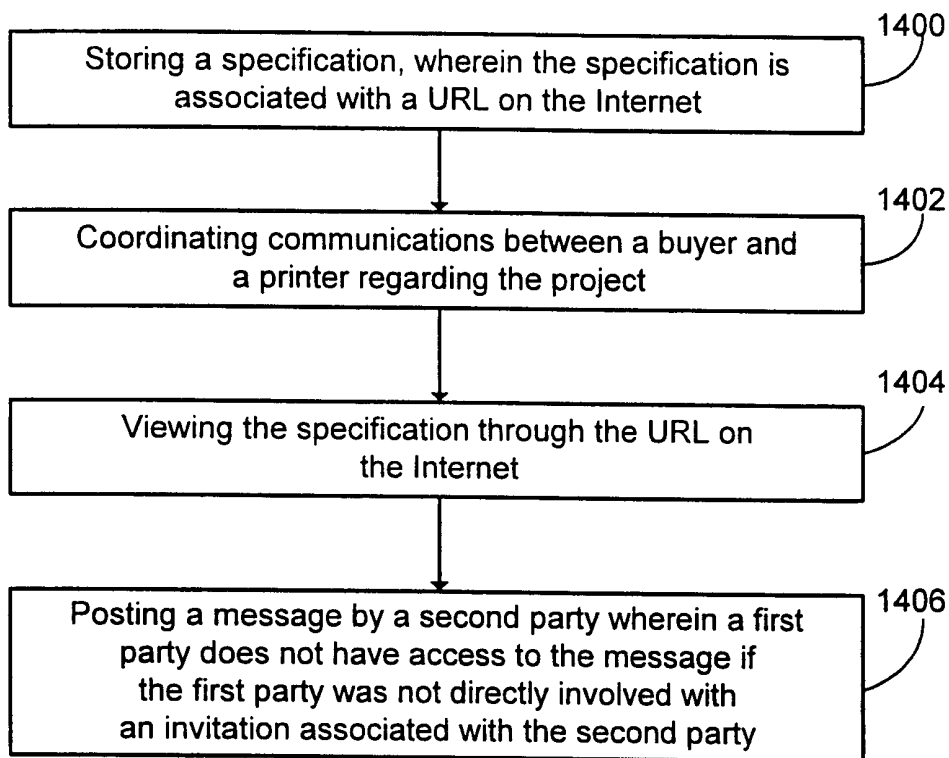 1400
Storing a specification, wherein the specification is
associated with a URL on the Internet
1402
Coordinating communications between a buyer and
a printer regarding the project
1404
Viewing the specification through the URL on
the Internet
1406
Posting a message by a second party wherein a first
party does not have access to the message if
the first party was not directly involved with
an invitation associated with the second party